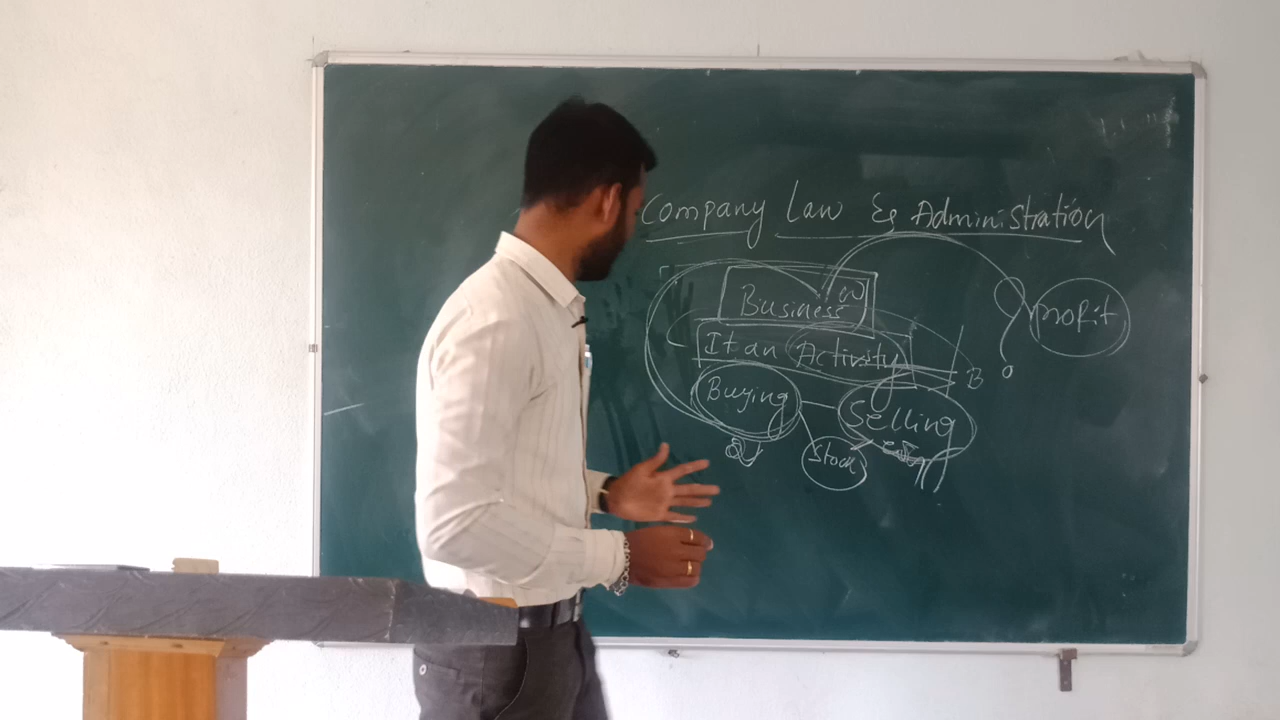 Company Law & Administration
Business
Profit
It an Activity
B
Buying
Selling
Stock